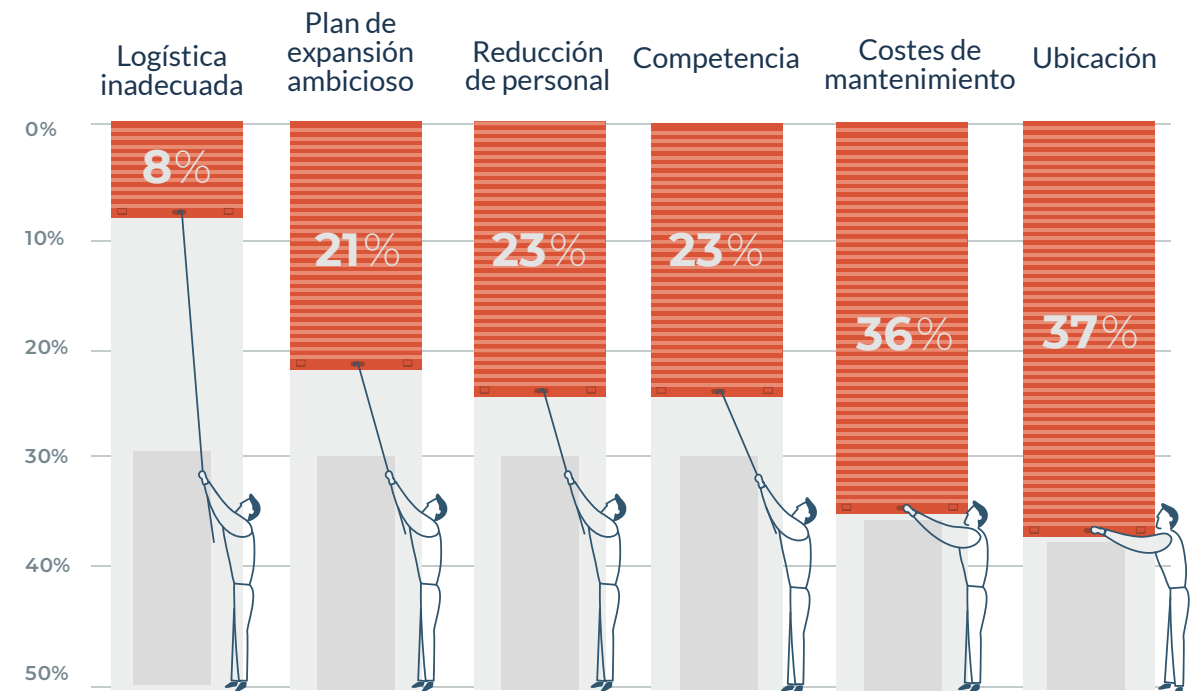 Logística
inadecuada
Plan de
expansión
ambicioso
Reducción
de personal
Competencia
Costes de
mantenimiento
Ubicación
0%
10%
20%
30%
40%
50%
8%
21%
23%
23%
36%
37%